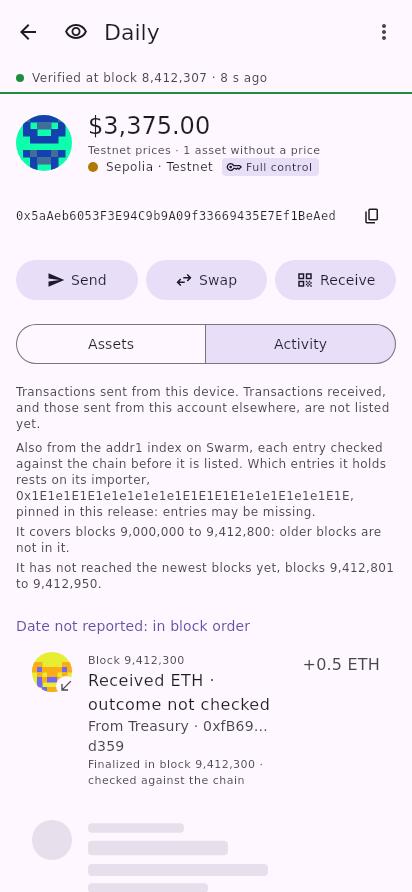 Daily
Verified at block 8,412,307 · 8 s ago
$3,375.00
Testnet prices · 1 asset without a price
Sepolia · Testnet
Full control
0x5aAeb6053F3E94C9b9A09f33669435E7Ef1BeAed
Send
Swap
Receive
Assets
Activity
Transactions sent from this device. Transactions received,
and those sent from this account elsewhere, are not listed
yet.
Also from the addr1 index on Swarm, each entry checked
against the chain before it is listed. Which entries it holds
rests on its importer,
0x1E1e1E1E1e1e1e1e1e1E1E1E1E1e1e1E1e1e1e1E,
pinned in this release: entries may be missing.
It covers blocks 9,000,000 to 9,412,800: older blocks are
not in it.
It has not reached the newest blocks yet, blocks 9,412,801
to 9,412,950.
Date not reported: in block order
Block 9,412,300
+0.5 ETH
Received ETH ·
outcome not checked
From Treasury · 0xfB69…
d359
Finalized in block 9,412,300 ·
checked against the chain